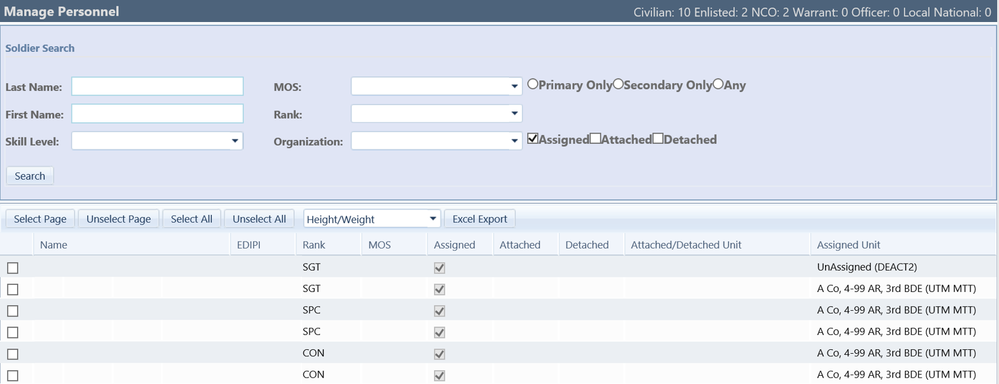 Manage Personnel
Civilian: 10 Enlisted: 2 NCO: 2 Warrant: 0 Officer: 0 Local National: 0
Soldier Search
Last Name: MOS: Primary Only Secondary Only Any
First Name: Rank:
Skill Level: Organization: Assigned Attached Detached
Search
Select Page Unselect Page Select All Unselect All Height/Weight Excel Export
Name EDIPI Rank MOS Assigned Attached Detached Attached/Detached Unit Assigned Unit
SGT UnAssigned (DEACT2)
SGT A Co, 4-99 AR, 3rd BDE (UTM MTT)
SPC A Co, 4-99 AR, 3rd BDE (UTM MTT)
SPC A Co, 4-99 AR, 3rd BDE (UTM MTT)
CON A Co, 4-99 AR, 3rd BDE (UTM MTT)
CON A Co, 4-99 AR, 3rd BDE (UTM MTT)